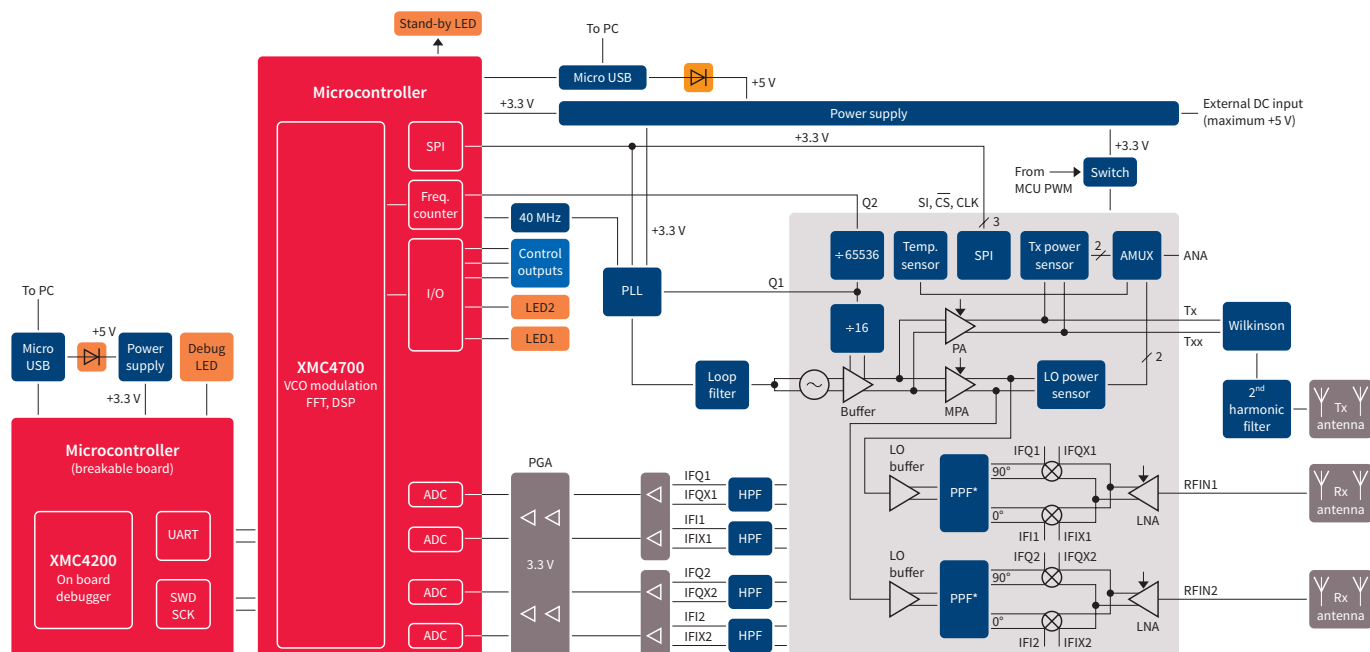 Stand-by LED
To PC
Micro USB
+5 V
Microcontroller
+3.3 V
Power supply
External DC input
(maximum +5 V)
SPI
+3.3 V
+3.3 V
From
MCU PWM
Switch
Freq.
counter
Q2
SI, CS, CLK
3
40 MHz
+3.3 V
Control
outputs
I/O
PLL
÷65536
Temp.
sensor
SPI
Tx power
sensor
2
AMUX
ANA
Q1
LED2
LED1
÷16
PA
Tx
Txx
Wilkinson
To PC
+5 V
Micro
USB
Power
supply
Debug
LED
+3.3 V
XMC4700
VCO modulation
FFT, DSP
Loop
filter
Buffer
MPA
LO power
sensor
2
2nd
harmonic
filter
Tx
antenna
Microcontroller
(breakable board)
XMC4200
On board
debugger
UART
SWD
SCK
ADC
ADC
ADC
ADC
PGA
3.3 V
IFQ1
IFQX1
HPF
IFI1
IFIX1
HPF
IFQ2
IFQX2
HPF
IFI2
IFIX2
HPF
LO
buffer
PPF*
90°
0°
IFQ1
IFQX1
IFI1
IFIX1
LNA
RFIN1
Rx
antenna
LO
buffer
PPF*
90°
0°
IFQ2
IFQX2
IFI2
IFIX2
LNA
RFIN2
Rx
antenna